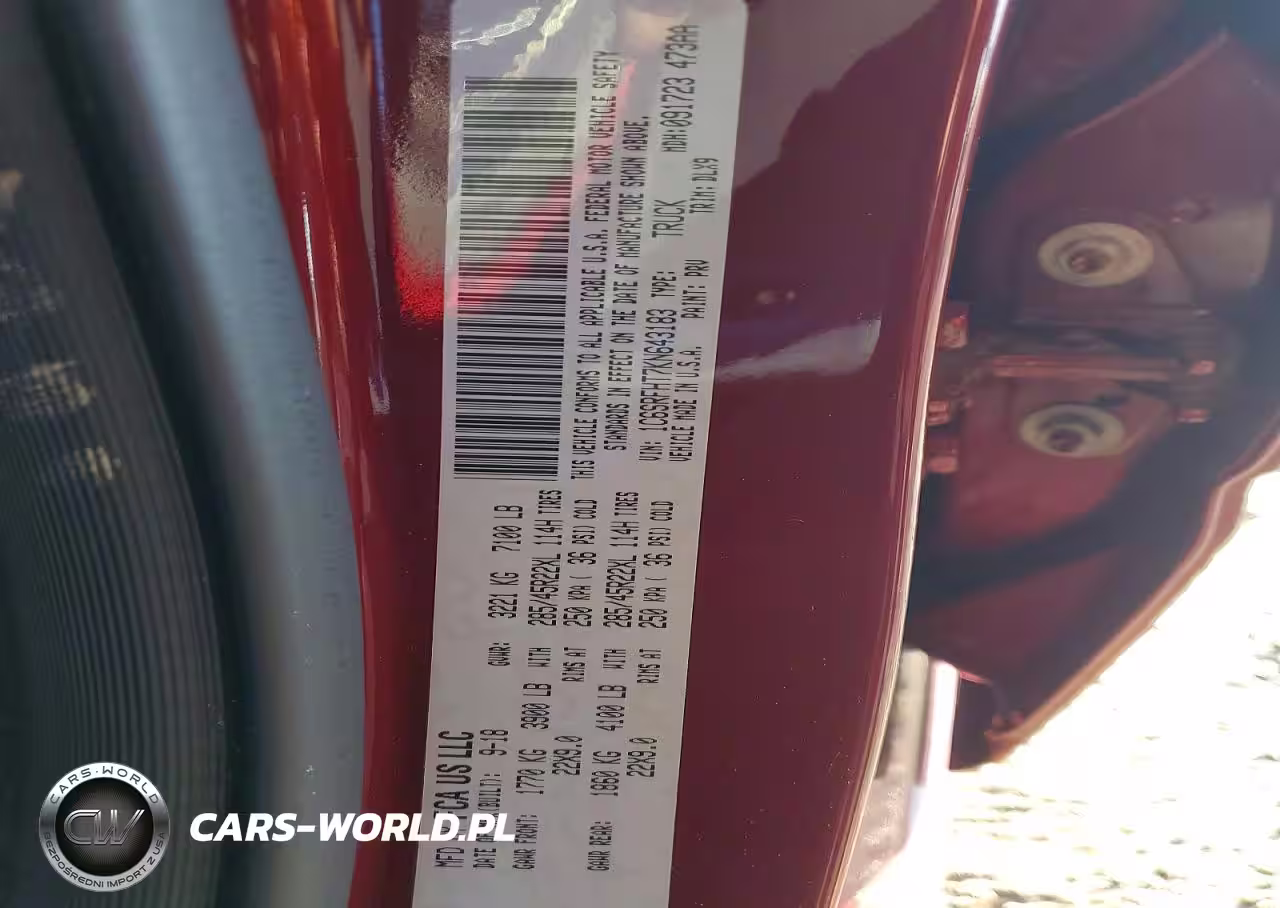 MFD
CA US LLC
DATE O (BUILT): 9-18 GVWR: 3221 KG 7100 LB
GAWR FRONT: 1770 KG 3900 LB WITH 285/45R22XL 114H TIRES
22X9.0 RIMS AT 250 KPA ( 36 PSI) COLD
GAWR REAR: 1860 KG 4100 LB WITH 285/45R22XL 114H TIRES
22X9.0 RIMS AT 250 KPA ( 36 PSI) COLD
THIS VEHICLE CONFORMS TO ALL APPLICABLE U.S.A. FEDERAL MOTOR VEHICLE SAFETY
STANDARDS IN EFFECT ON THE DATE OF MANUFACTURE SHOWN ABOVE.
VIN: 1C6SRFHT7KN643183 TYPE: TRUCK MDH:091723 473AA
VEHICLE MADE IN U.S.A. PAINT: PRV TRIM: DLX9
CARS-WORLD
CW
BEZPOŚREDNI IMPORT Z USA
CARS-WORLD.PL